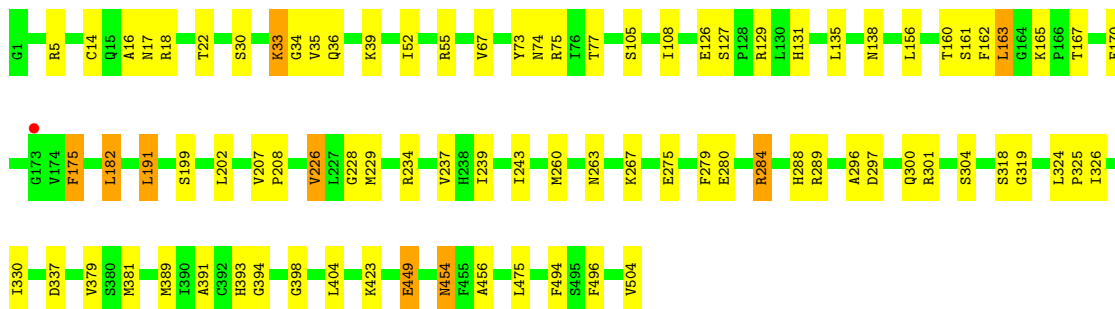 G1 R5 C14 Q15 A16 N17 R18 T22 S30 K33 G34 V35 Q36 K39 I52 R55 V67 Y73 N74 R75 I76 T77 S105 I108 E126 S127 P128 R129 L130 H131 L135 N138 L156 T160 S161 F162 L163 G164 K165 P166 T167
G173 V174 F175 L182 L191 S199 L202 V207 P208 V226 L227 G228 M229 R234 V237 H238 I239 I243 M260 N263 K267 E275 F279 E280 R284 H288 R289 A296 D297 Q300 R301 S304 S318 G319 L324 P325 I326
I330 D337 V379 S380 M381 M389 I390 A391 C392 H393 G394 G398 L404 K423 E449 N454 F455 A456 L475 F494 S495 F496 V504